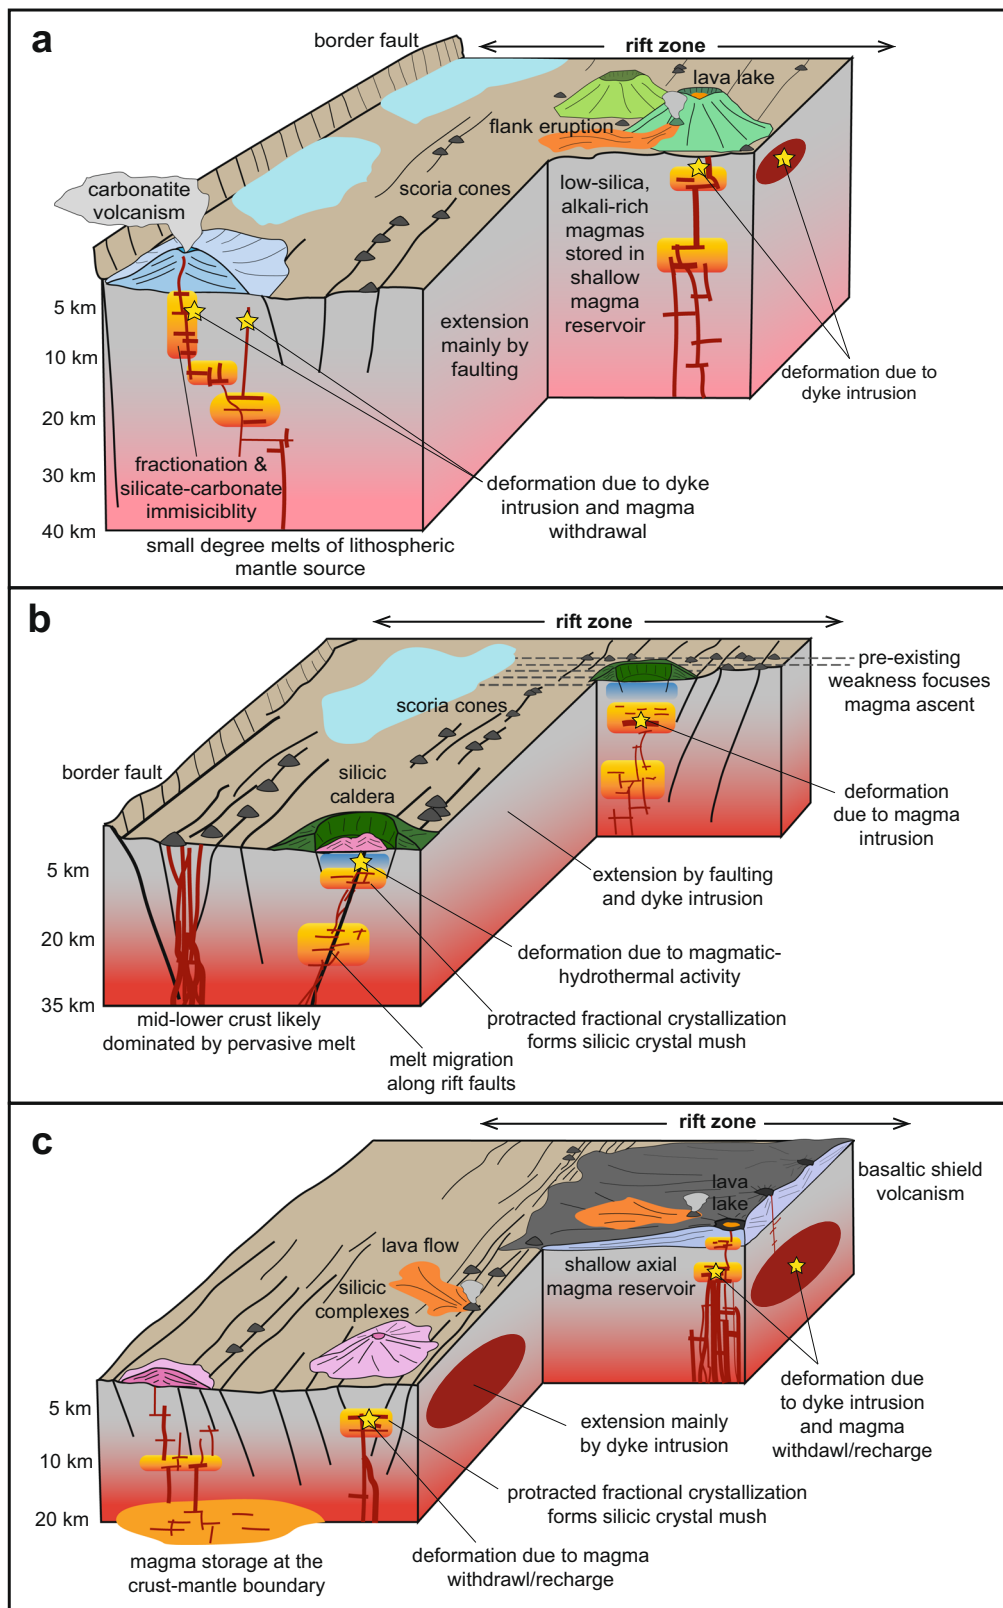 a
border fault
rift zone
lava lake
flank eruption
carbonatite
volcanism
scoria cones
low-silica,
alkali-rich
magmas
stored in
shallow
magma
reservoir
extension
mainly by
faulting
5 km
10 km
20 km
30 km
40 km
deformation due to
dyke intrusion
fractionation &
silicate-carbonate
immisiciblity
deformation due to dyke
intrusion and magma
withdrawal
small degree melts of lithospheric
mantle source
b
rift zone
pre-existing
weakness focuses
magma ascent
scoria cones
border fault
silicic
caldera
deformation
due to magma
intrusion
5 km
20 km
35 km
extension by faulting
and dyke intrusion
deformation due to magmatic-
hydrothermal activity
mid-lower crust likely
dominated by pervasive melt
protracted fractional crystallization
forms silicic crystal mush
melt migration
along rift faults
c
rift zone
basaltic shield
volcanism
lava
lake
lava flow
shallow axial
magma reservoir
silicic
complexes
5 km
10 km
20 km
deformation due
to dyke intrusion
and magma
withdawl/recharge
extension mainly
by dyke intrusion
protracted fractional crystallization
forms silicic crystal mush
magma storage at the
crust-mantle boundary
deformation due to magma
withdrawl/recharge